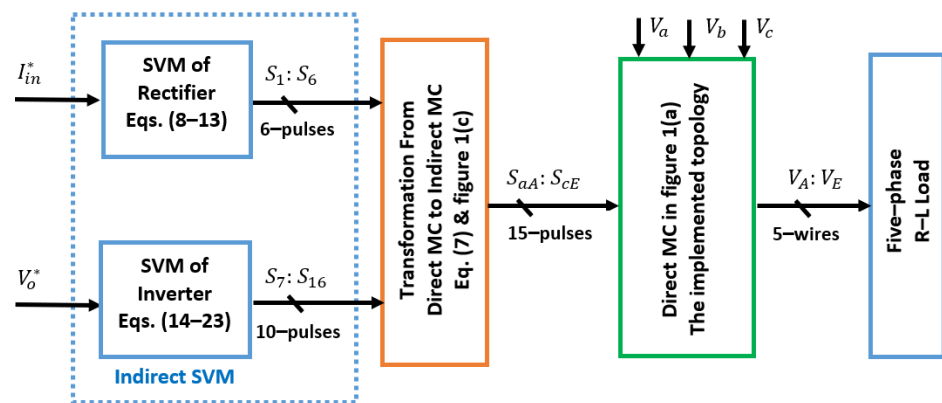 I*in
SVM of
Rectifier
Eqs. (8–13)
S1: S6
6–pulses
V*o
SVM of
Inverter
Eqs. (14–23)
S7: S16
10–pulses
Indirect SVM
Transformation From
Direct MC to Indirect MC
Eq. (7) & figure 1(c)
SaA: ScE
15–pulses
Va
Vb
Vc
Direct MC in figure 1(a)
The implemented topology
VA: VE
5–wires
Five–phase
R–L Load